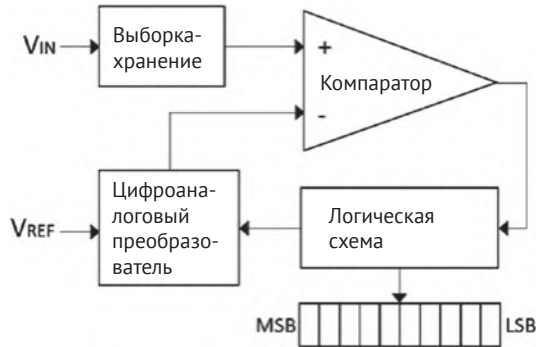 VIN
Выборка-
хранение
+
Компаратор
-
VREF
Цифроана-
логовый
преобразо-
ватель
Логическая
схема
MSB
LSB